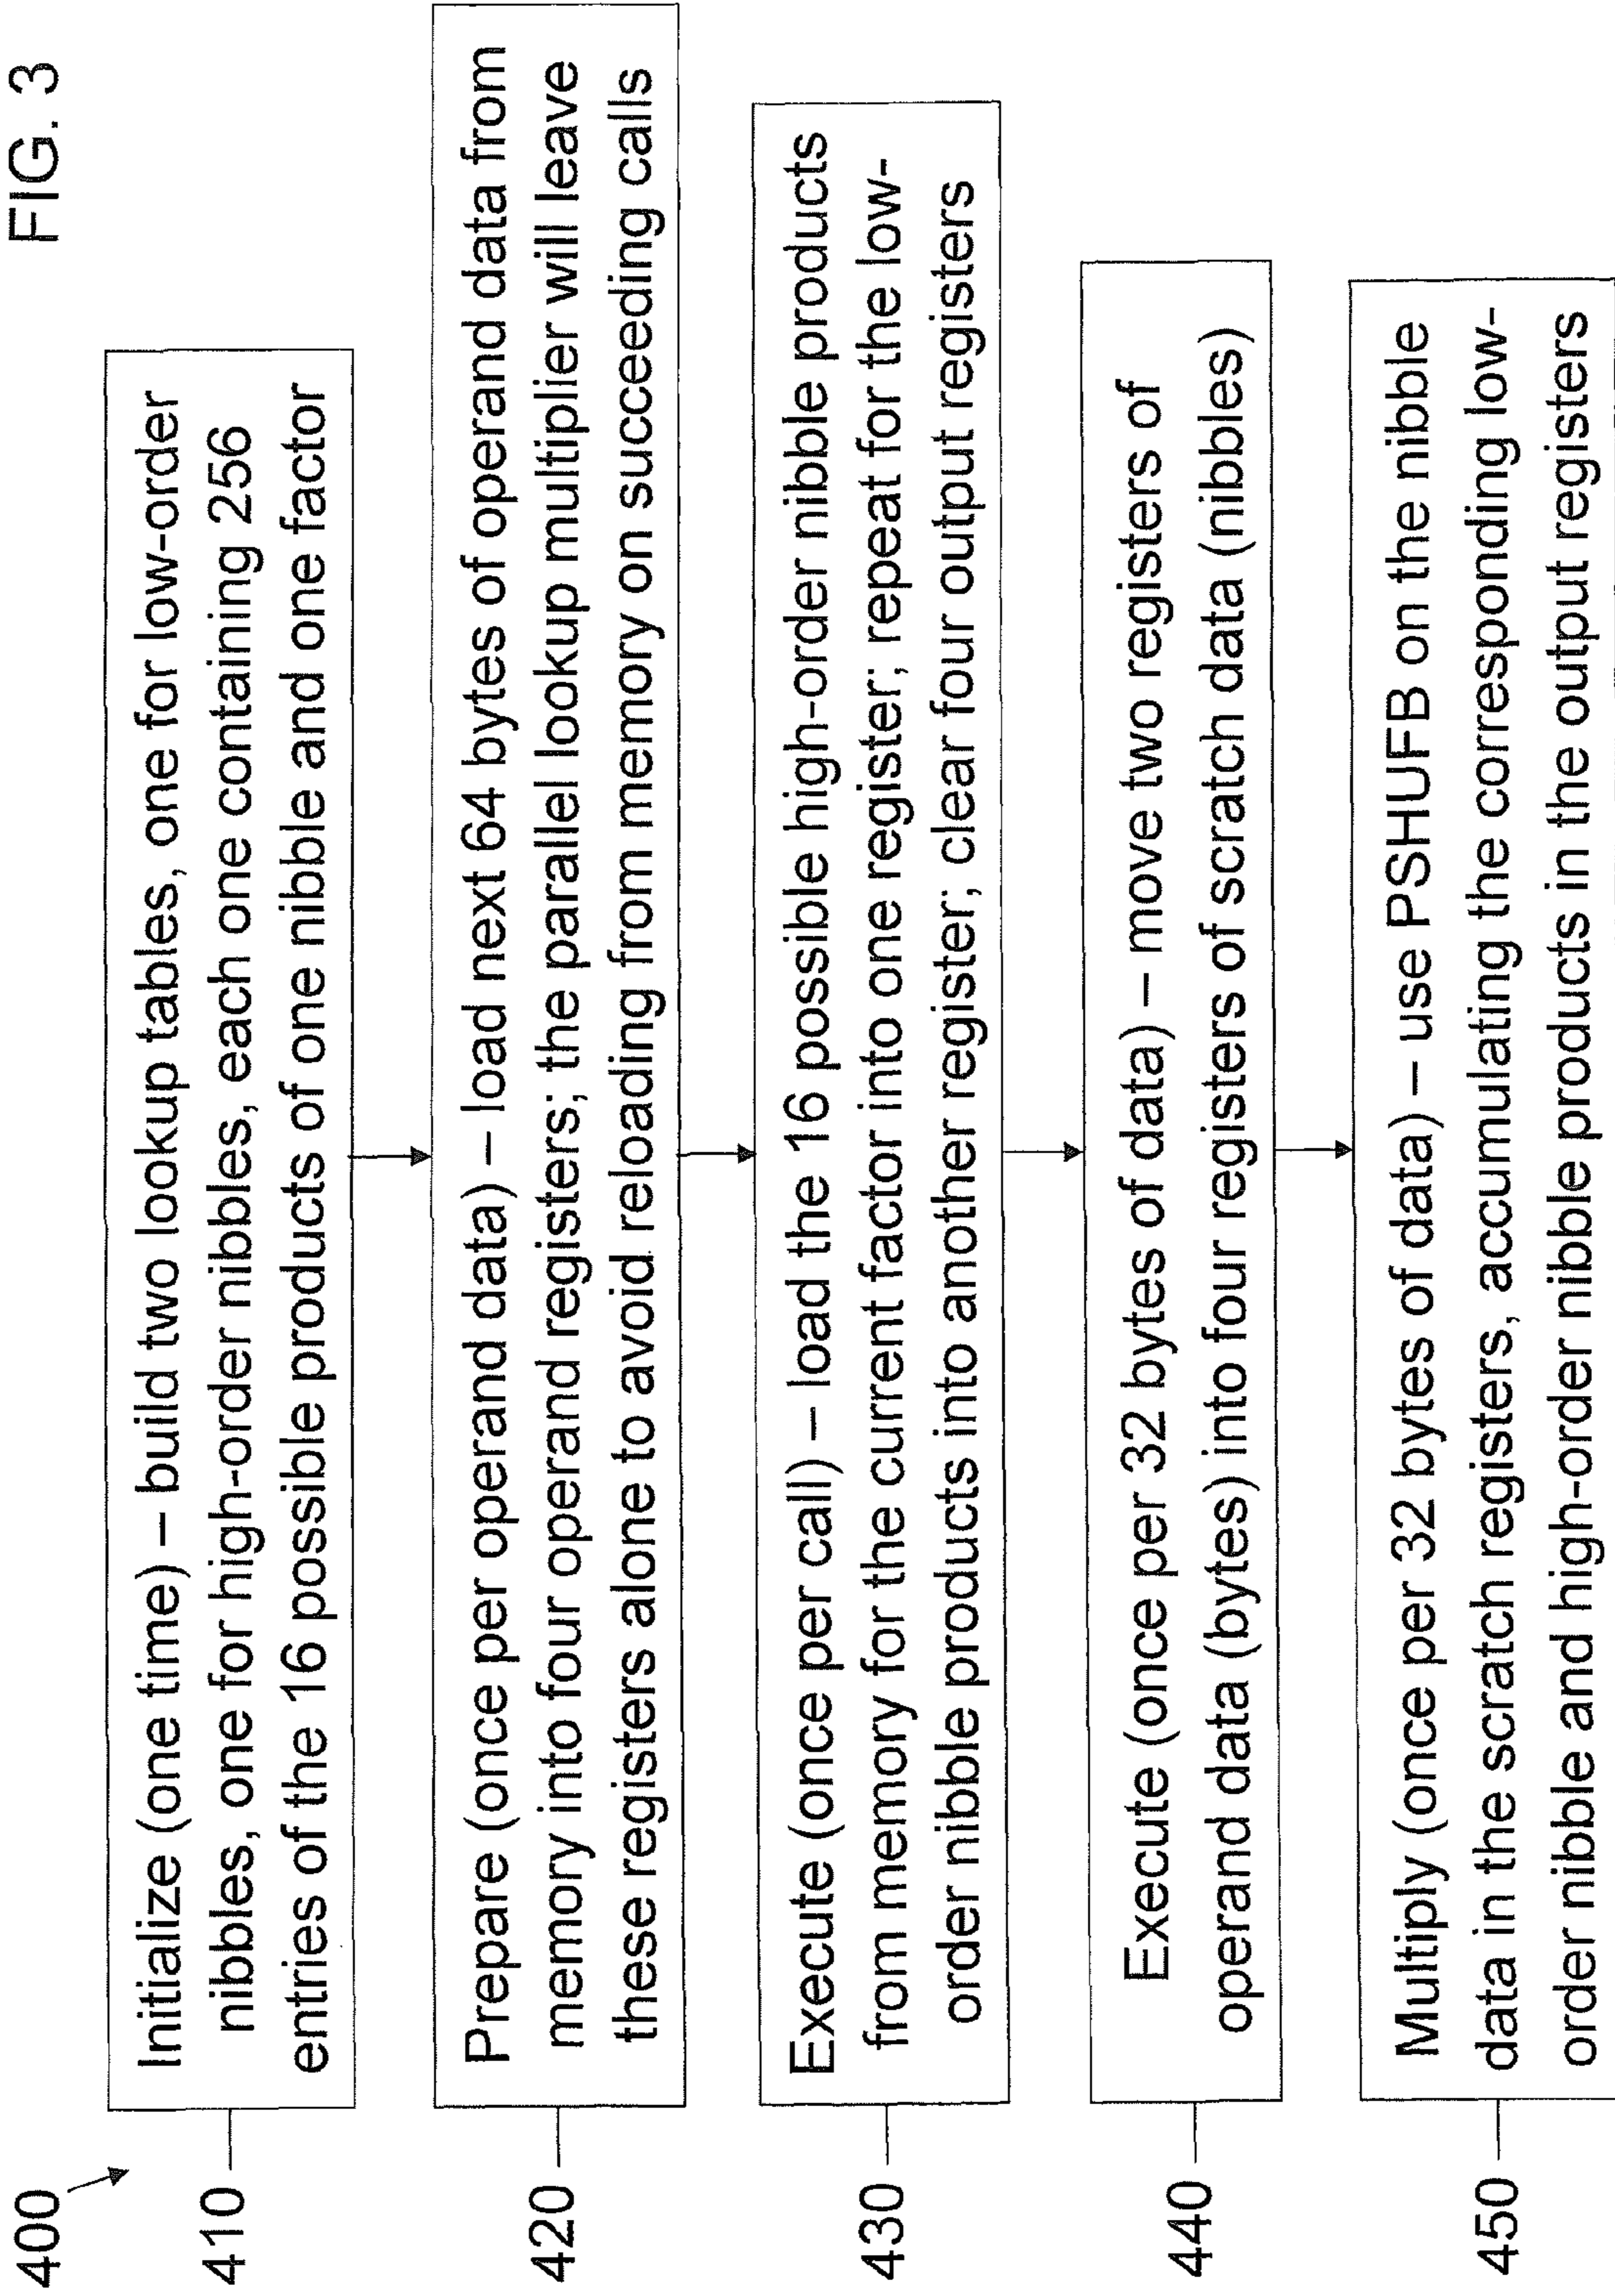 FIG. 3
400
410
Initialize (one time) – build two lookup tables, one for low-order
nibbles, one for high-order nibbles, each one containing 256
entries of the 16 possible products of one nibble and one factor
420
Prepare (once per operand data) – load next 64 bytes of operand data from
memory into four operand registers; the parallel lookup multiplier will leave
these registers alone to avoid reloading from memory on succeeding calls
430
Execute (once per call) – load the 16 possible high-order nibble products
from memory for the current factor into one register; repeat for the low-
order nibble products into another register; clear four output registers
440
Execute (once per 32 bytes of data) – move two registers of
operand data (bytes) into four registers of scratch data (nibbles)
450
Multiply (once per 32 bytes of data) – use PSHUFB on the nibble
data in the scratch registers, accumulating the corresponding low-
order nibble and high-order nibble products in the output registers